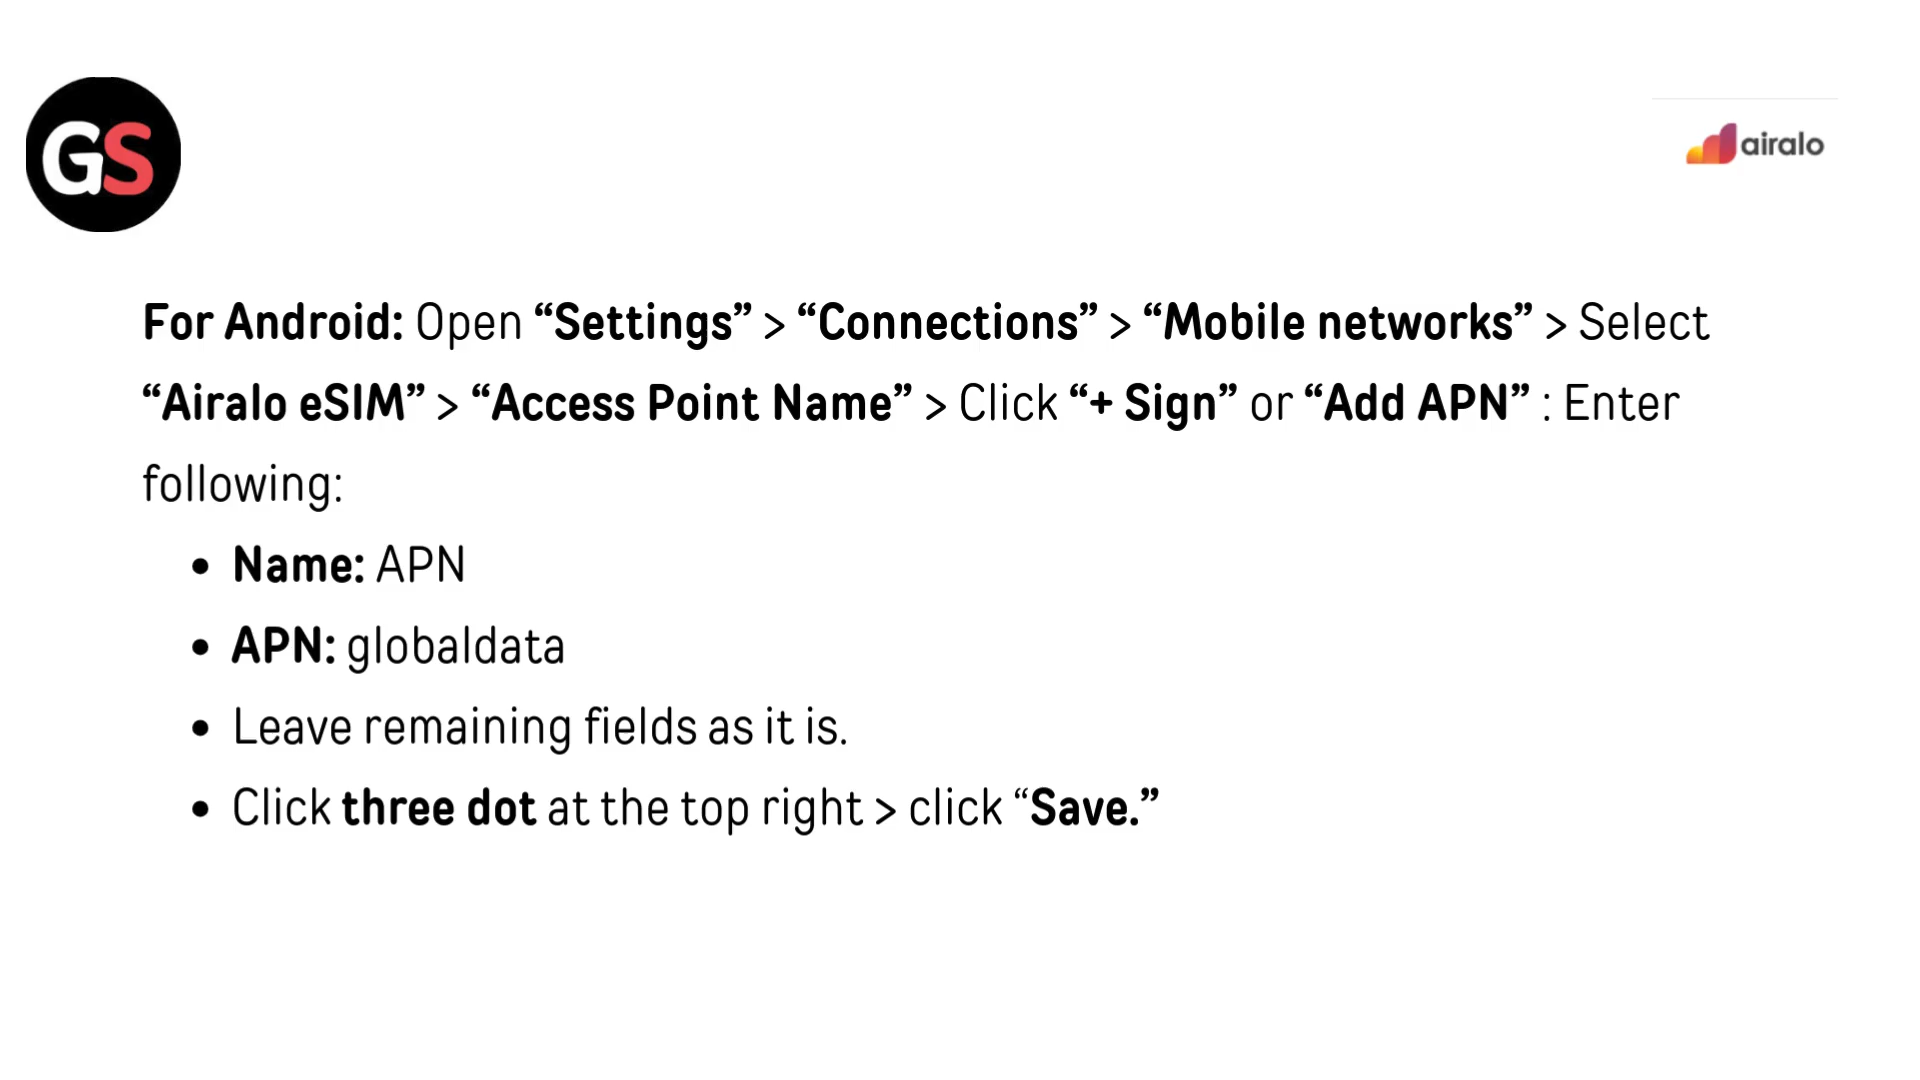 GS
airalo
For Android: Open “Settings” > “Connections” > “Mobile networks” > Select
“Airalo eSIM” > “Access Point Name” > Click “+ Sign” or “Add APN” : Enter
following:
• Name: APN
• APN: globaldata
• Leave remaining fields as it is.
• Click three dot at the top right > click “Save.”